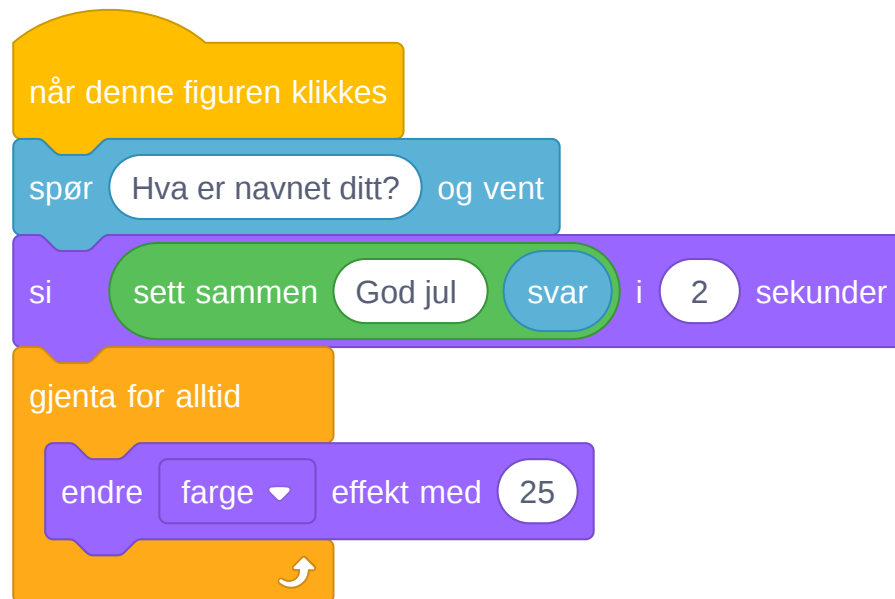 når denne figuren klikkes
spør Hva er navnet ditt? og vent
si sett sammen God jul svar i 2 sekunder
gjenta for alltid
endre farge effekt med 25